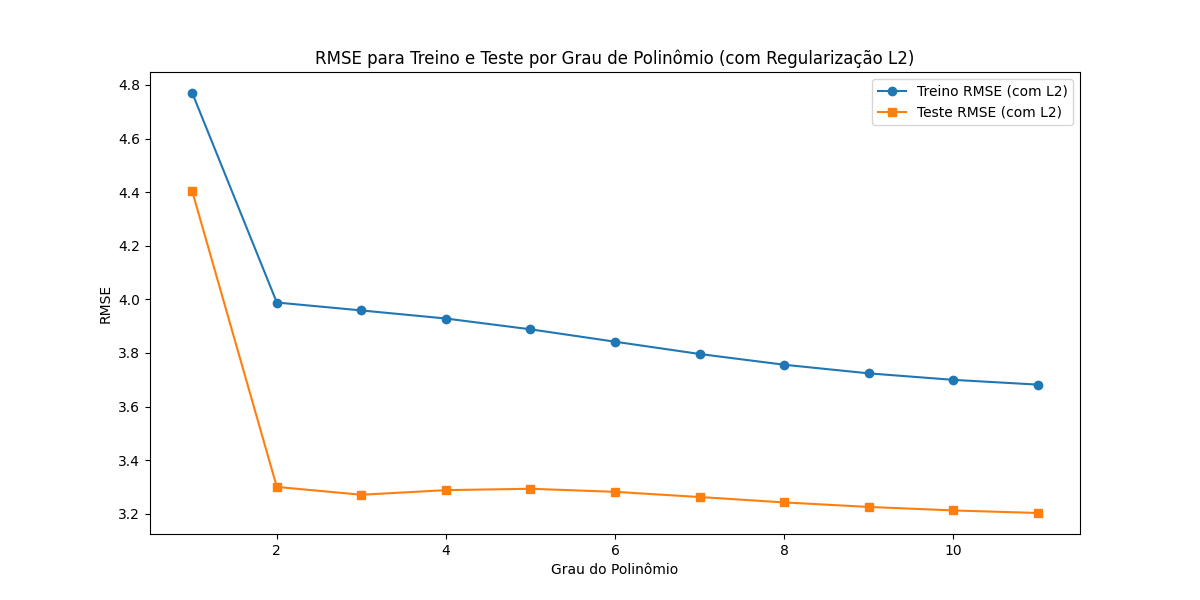 RMSE para Treino e Teste por Grau de Polinômio (com Regularização L2)
Treino RMSE (com L2)
Teste RMSE (com L2)
RMSE
4.8
4.6
4.4
4.2
4.0
3.8
3.6
3.4
3.2
2 4 6 8 10
Grau do Polinômio